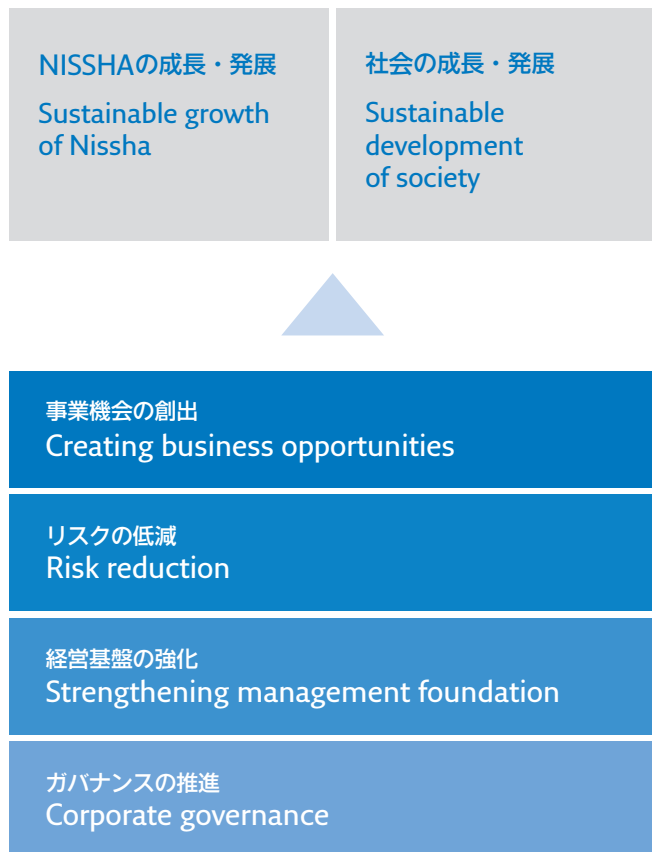 NISSHAの成長・発展
Sustainable growth
of Nissha
社会の成長・発展
Sustainable
development
of society
事業機会の創出
Creating business opportunities
リスクの低減
Risk reduction
経営基盤の強化
Strengthening management foundation
ガバナンスの推進
Corporate governance